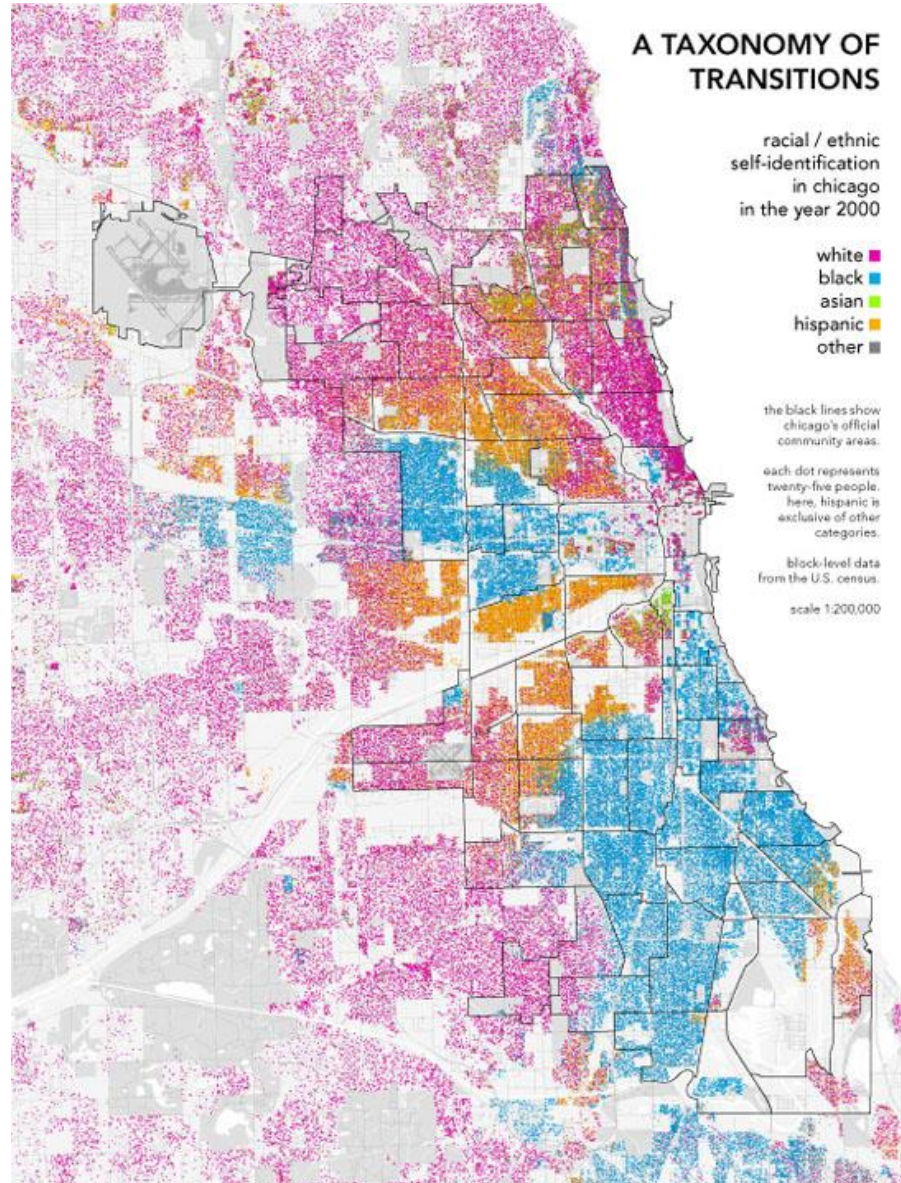 A TAXONOMY OF
TRANSITIONS
racial / ethnic
self-identification
in chicago
in the year 2000
white
black
asian
hispanic
other
the black lines show
chicago's official
community areas.
each dot represents
twenty-five people.
here, hispanic is
exclusive of other
categories.
block-level data
from the U.S. census.
scale 1:200,000